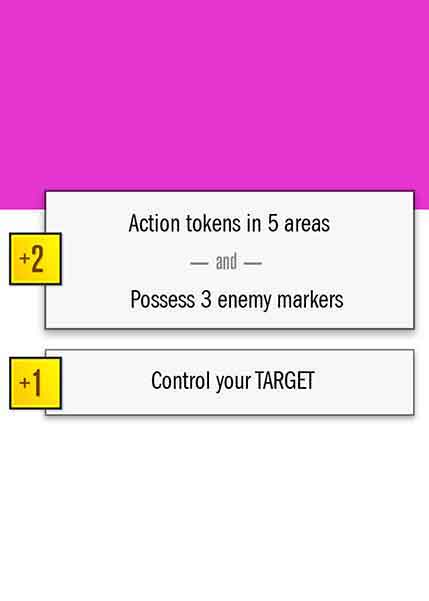 Action tokens in 5 areas
— and —
+2
Possess 3 enemy markers
+1
Control your TARGET